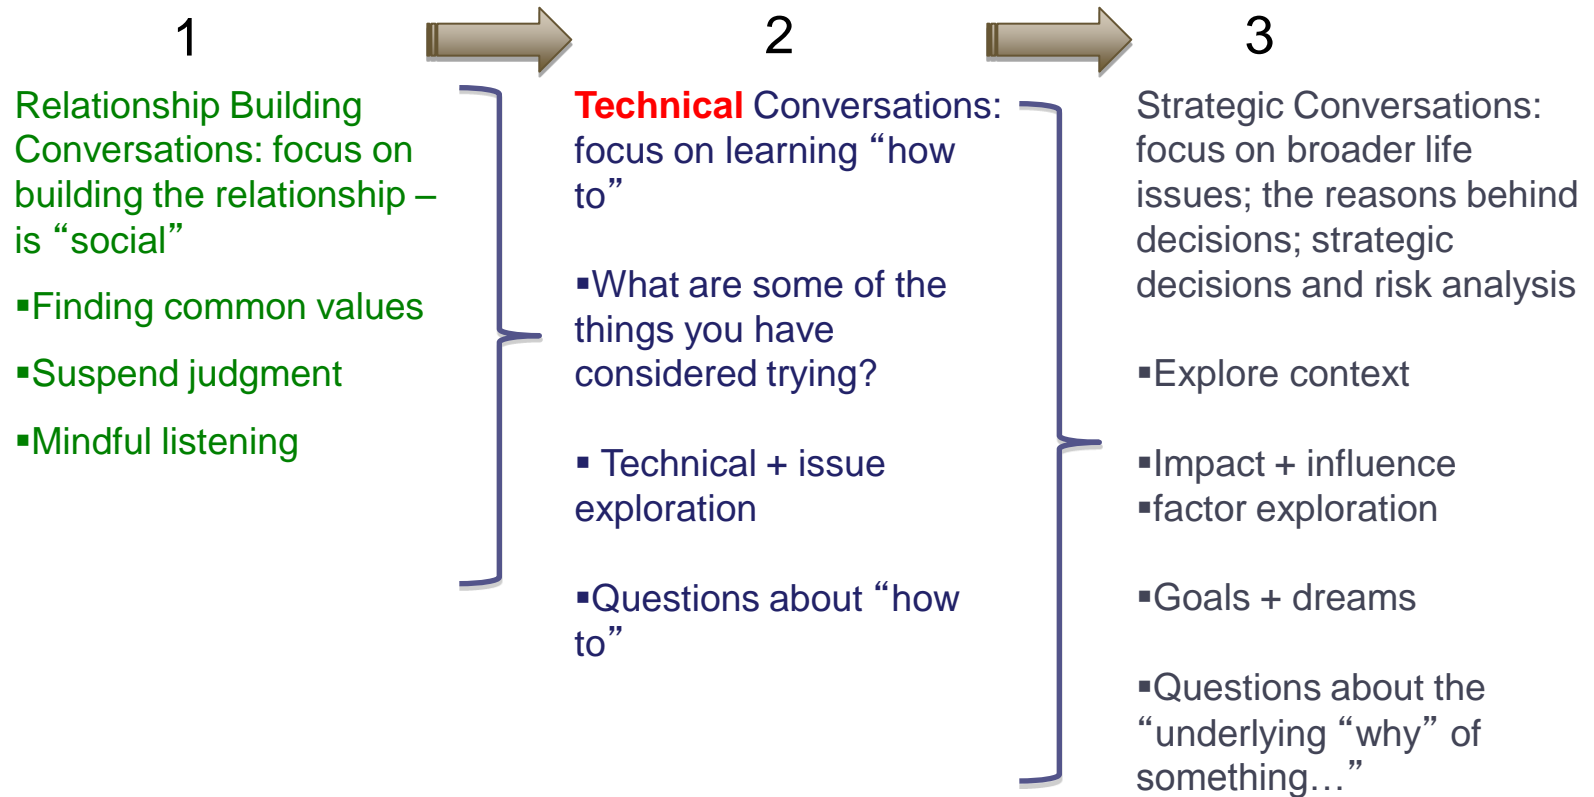 1
2
3
Relationship Building
Conversations: focus on
building the relationship –
is “social”
▪Finding common values
▪Suspend judgment
▪Mindful listening
Technical Conversations:
focus on learning “how
to”
▪What are some of the
things you have
considered trying?
▪ Technical + issue
exploration
▪Questions about “how
to”
Strategic Conversations:
focus on broader life
issues; the reasons behind
decisions; strategic
decisions and risk analysis
▪Explore context
▪Impact + influence
▪factor exploration
▪Goals + dreams
▪Questions about the
“underlying “why” of
something…”